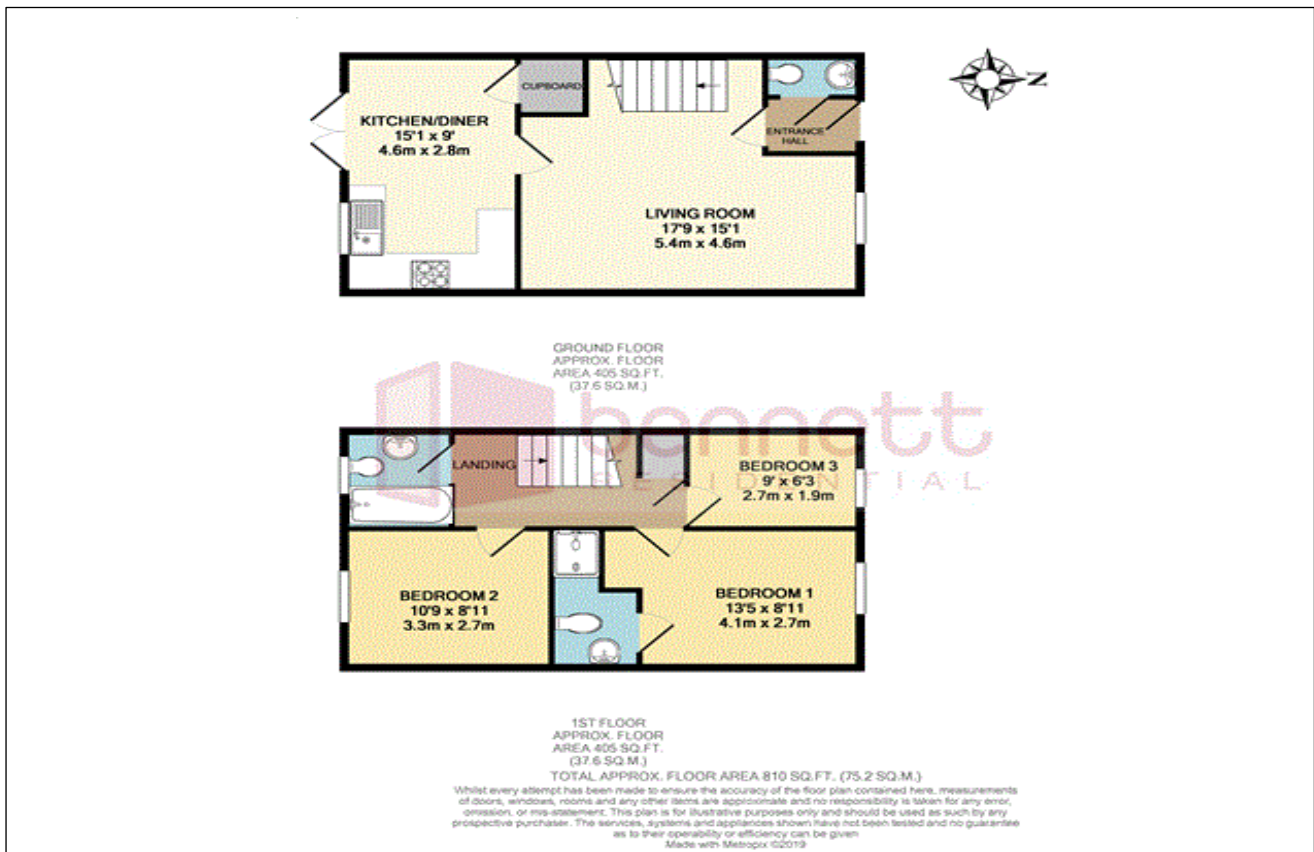 CUPBOARD
KITCHEN/DINER
15'1 x 9'
4.6m x 2.8m
ENTRANCE
HALL
N
LIVING ROOM
17'9 x 15'1
5.4m x 4.6m
GROUND FLOOR
APPROX. FLOOR
AREA 405 SQ.FT.
(37.6 SQ.M.)
bennett
RESIDENTIAL
LANDING
BEDROOM 3
9' x 6'3
2.7m x 1.9m
BEDROOM 2
10'9 x 8'11
3.3m x 2.7m
BEDROOM 1
13'5 x 8'11
4.1m x 2.7m
1ST FLOOR
APPROX. FLOOR
AREA 405 SQ.FT.
(37.6 SQ.M.)
TOTAL APPROX. FLOOR AREA 810 SQ.FT. (75.2 SQ.M.)
Whilst every attempt has been made to ensure the accuracy of the floor plan contained here, measurements
of doors, windows, rooms and any other items are approximate and no responsibility is taken for any error,
omission, or mis-statement. This plan is for illustrative purposes only and should be used as such by any
prospective purchaser. The services, systems and appliances shown have not been tested and no guarantee
as to their operability or efficiency can be given
Made with Metropix ©2019